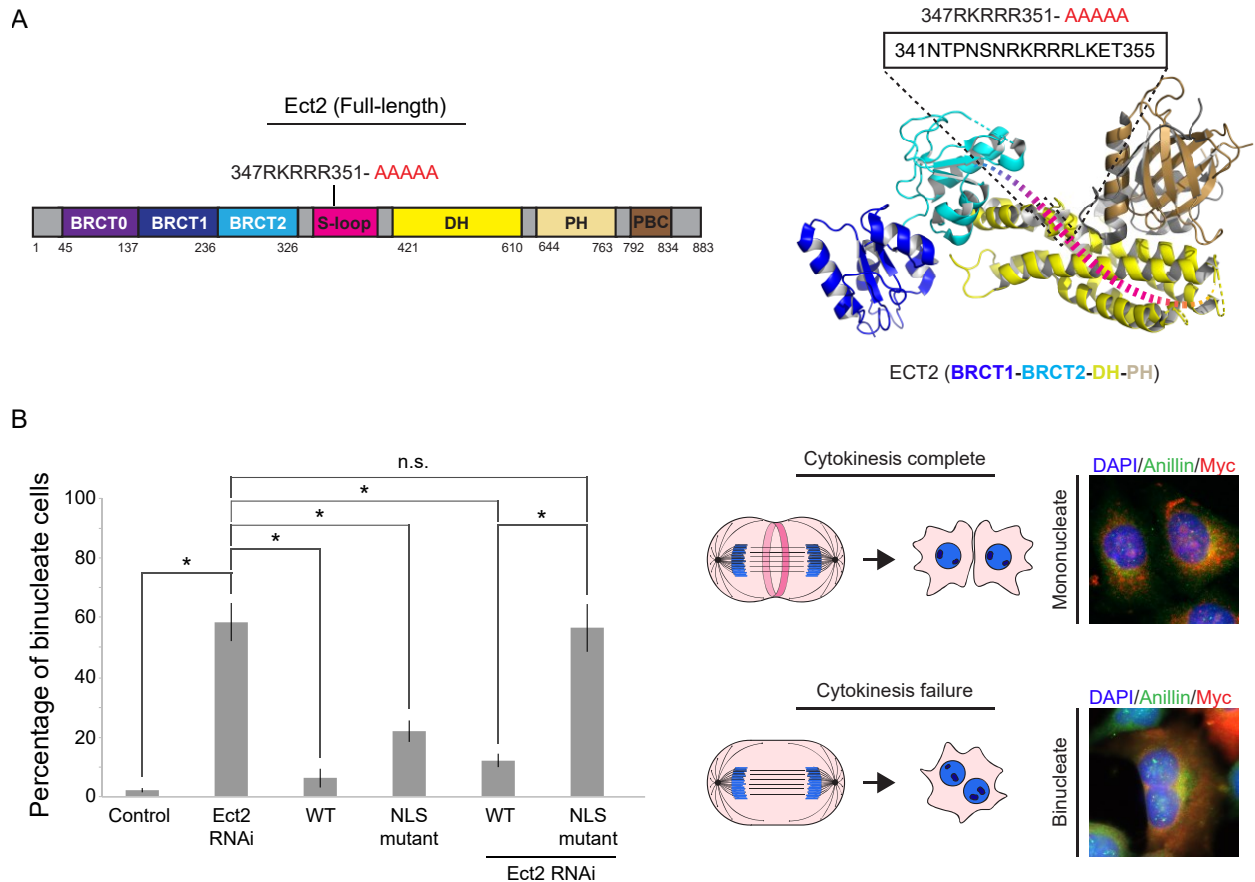 A
Ect2 (Full-length)
347RKRRR351- AAAAA
BRCT0 BRCT1 BRCT2 S-loop DH PH PBC
1 45 137 236 326 421 610 644 763 792 834 883
347RKRRR351- AAAAA
341NTPNSNRKRRRLKET355
ECT2 (BRCT1-BRCT2-DH-PH)
B
Percentage of binucleate cells
100
80
60
40
20
0
n.s.
*
*
*
*
*
Control
Ect2 RNAi
WT
NLS mutant
WT
NLS mutant
Ect2 RNAi
Cytokinesis complete
Mononucleate
DAPI/Anillin/Myc
Cytokinesis failure
Binucleate
DAPI/Anillin/Myc